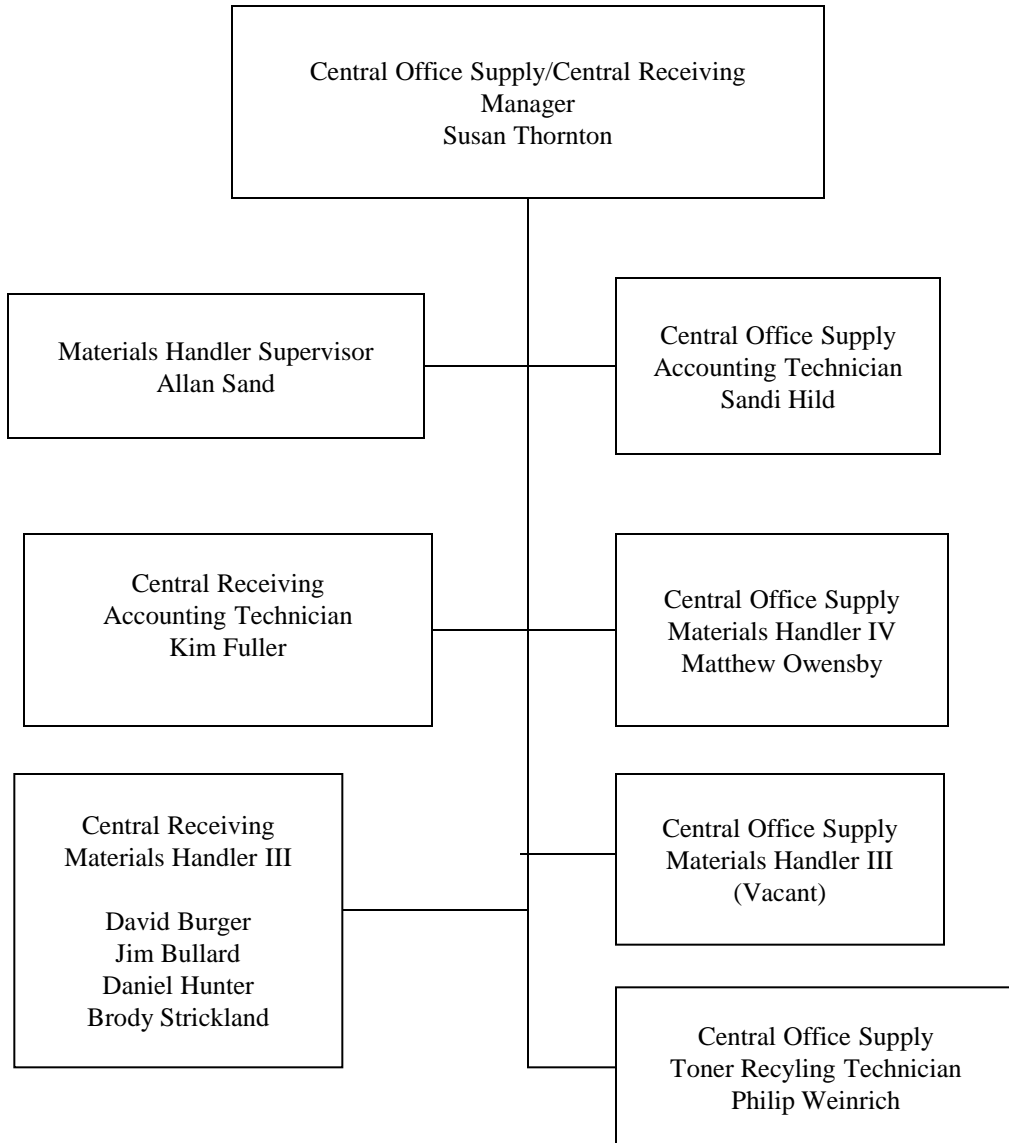 Central Office Supply/Central Receiving
Manager
Susan Thornton
Materials Handler Supervisor
Allan Sand
Central Office Supply
Accounting Technician
Sandi Hild
Central Receiving
Accounting Technician
Kim Fuller
Central Office Supply
Materials Handler IV
Matthew Owensby
Central Receiving
Materials Handler III
David Burger
Jim Bullard
Daniel Hunter
Brody Strickland
Central Office Supply
Materials Handler III
(Vacant)
Central Office Supply
Toner Recyling Technician
Philip Weinrich